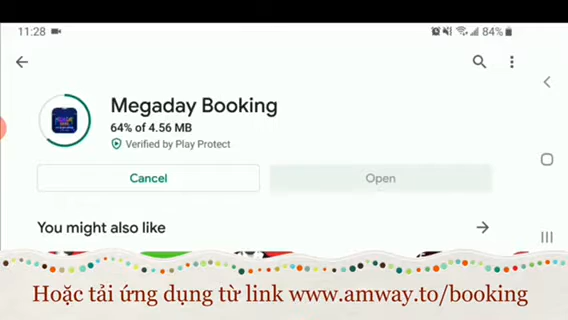 11:28
84%
Megaday Booking
64% of 4.56 MB
Verified by Play Protect
Cancel
Open
You might also like
Hoặc tải ứng dụng từ link www.amway.to/booking